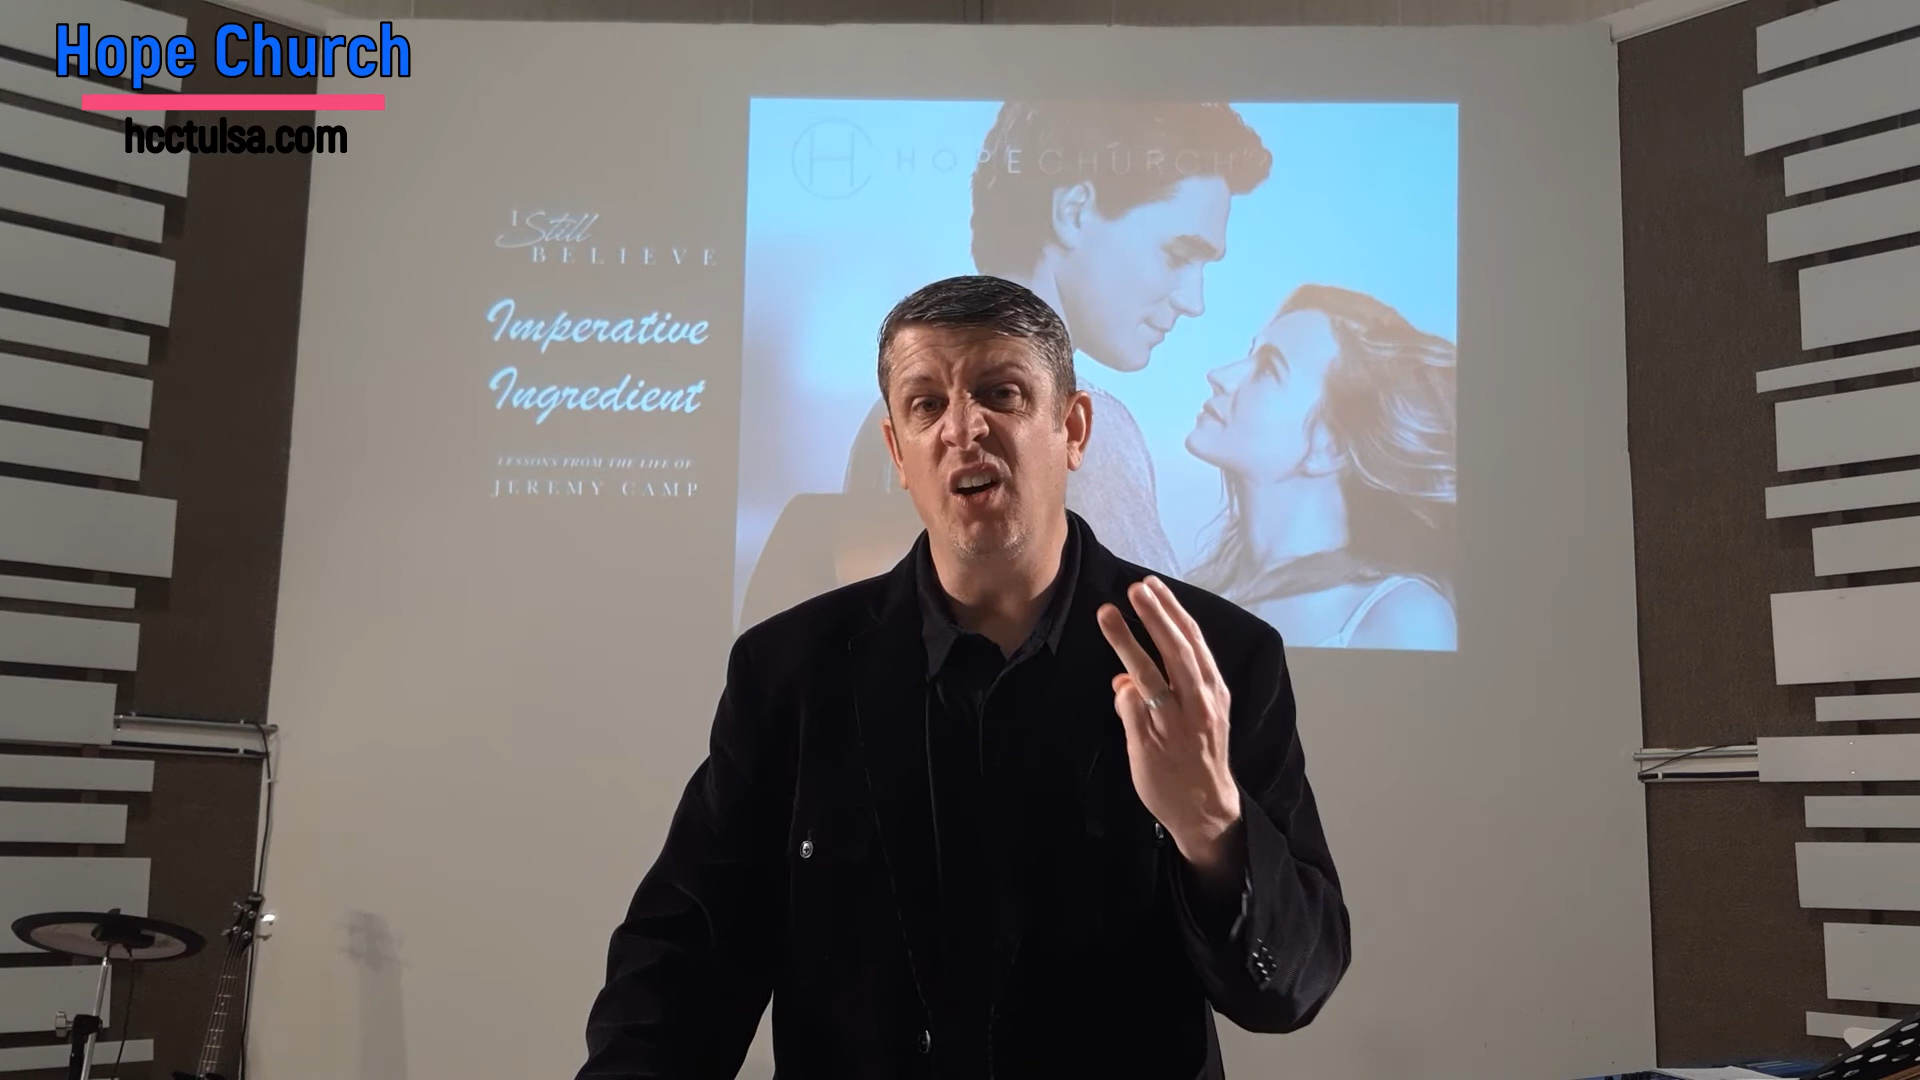 Hope Church
hcctulsa.com
HOPECHURCH
I Still
BELIEVE
Imperative
Ingredient
LESSONS FROM THE LIFE OF
JEREMY CAMP